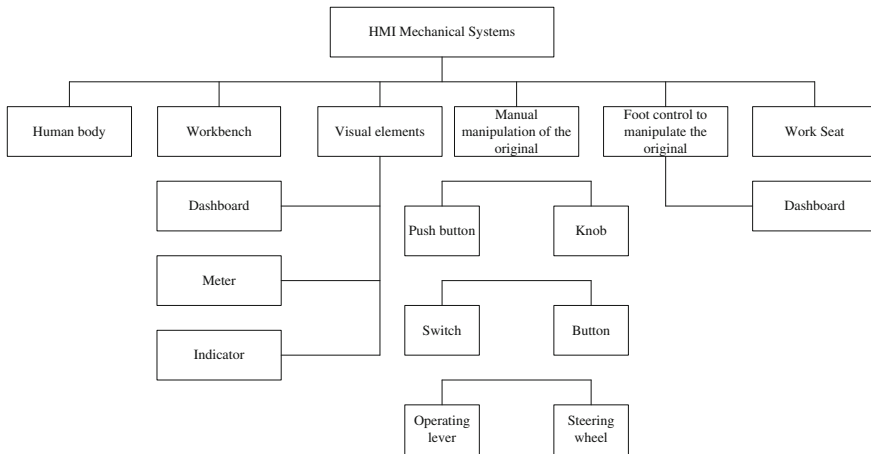 HMI Mechanical Systems
Human body
Workbench
Visual elements
Manual
manipulation of the
original
Foot control to
manipulate the
original
Work Seat
Dashboard
Push button
Knob
Dashboard
Meter
Switch
Button
Indicator
Operating
lever
Steering
wheel